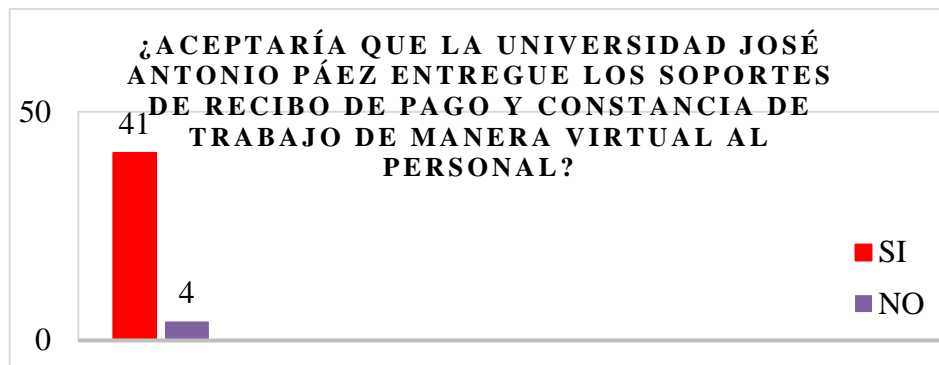 ¿ACEPTARÍA QUE LA UNIVERSIDAD JOSÉ
ANTONIO PÁEZ ENTREGUE LOS SOPORTES
DE RECIBO DE PAGO Y CONSTANCIA DE
TRABAJO DE MANERA VIRTUAL AL
PERSONAL?
50
41
4
0
SI
NO